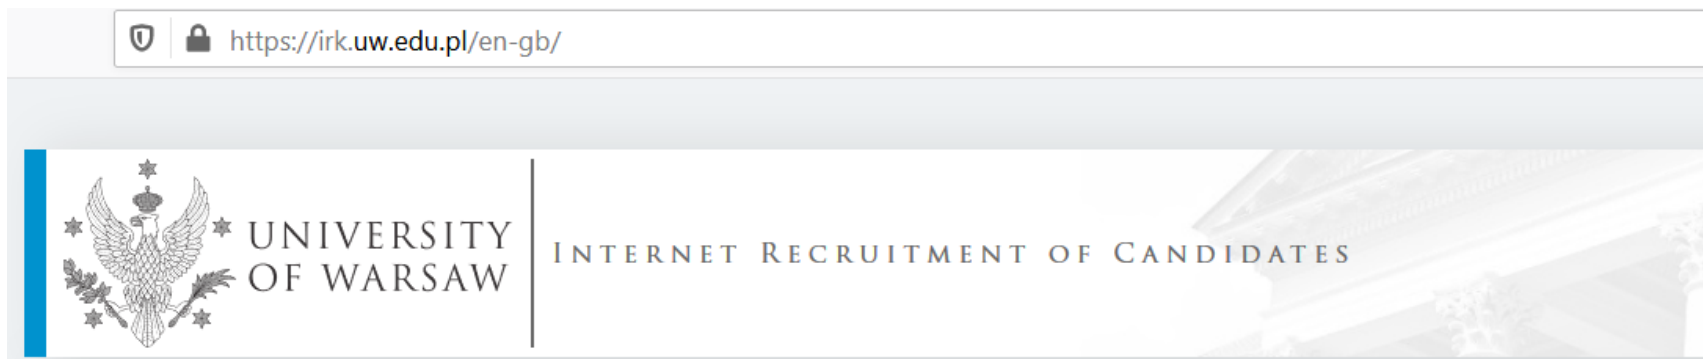 https://irk.uw.edu.pl/en-gb/
UNIVERSITY
OF WARSAW
INTERNET RECRUITMENT OF CANDIDATES